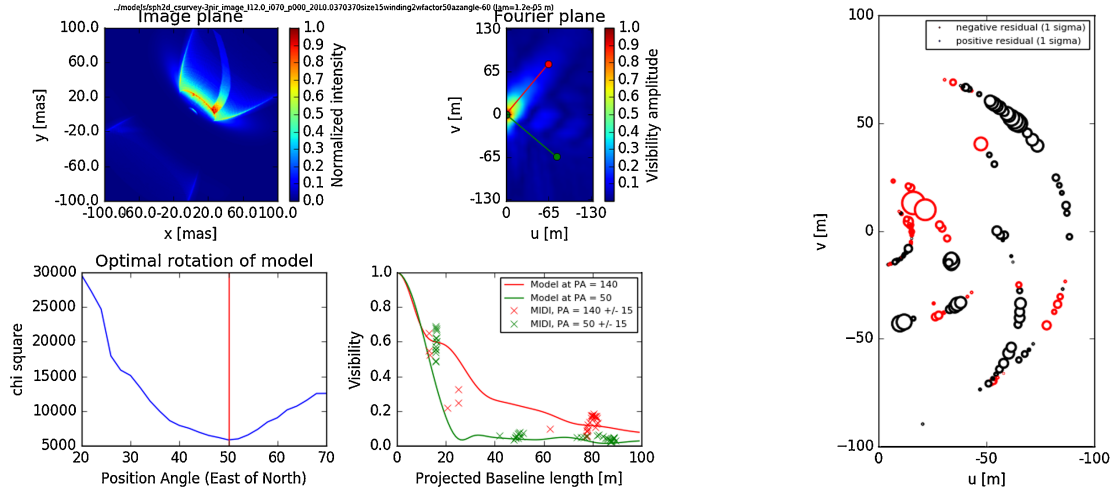 ../models/sph2d_csurvey-3nir_image_l12.0_i070_p000_20l0.0370370size15winding2wfactor50azangle-60 (lam=1.2e-05 m)
Image plane
100.0
60.0
20.0
-20.0
-60.0
-100.0
y [mas]
-100.0 -60.0 -20.0 20.0 60.0 100.0
x [mas]
1.0
0.9
0.8
0.7
0.6
0.5
0.4
0.3
0.2
0.1
0.0
Normalized intensity
Fourier plane
130
65
0
-65
-130
v [m]
0 -65 -130
u [m]
1.0
0.9
0.8
0.7
0.6
0.5
0.4
0.3
0.2
0.1
Visibility amplitude
Optimal rotation of model
30000
25000
20000
15000
10000
5000
chi square
20 30 40 50 60 70
Position Angle (East of North)
1.0
0.8
0.6
0.4
0.2
0.0
Visibility
Model at PA = 140
Model at PA = 50
MIDI, PA = 140 +/- 15
MIDI, PA = 50 +/- 15
0 20 40 60 80 100
Projected Baseline length [m]
negative residual (1 sigma)
positive residual (1 sigma)
100
50
0
−50
−100
v [m]
0 -50 -100
u [m]